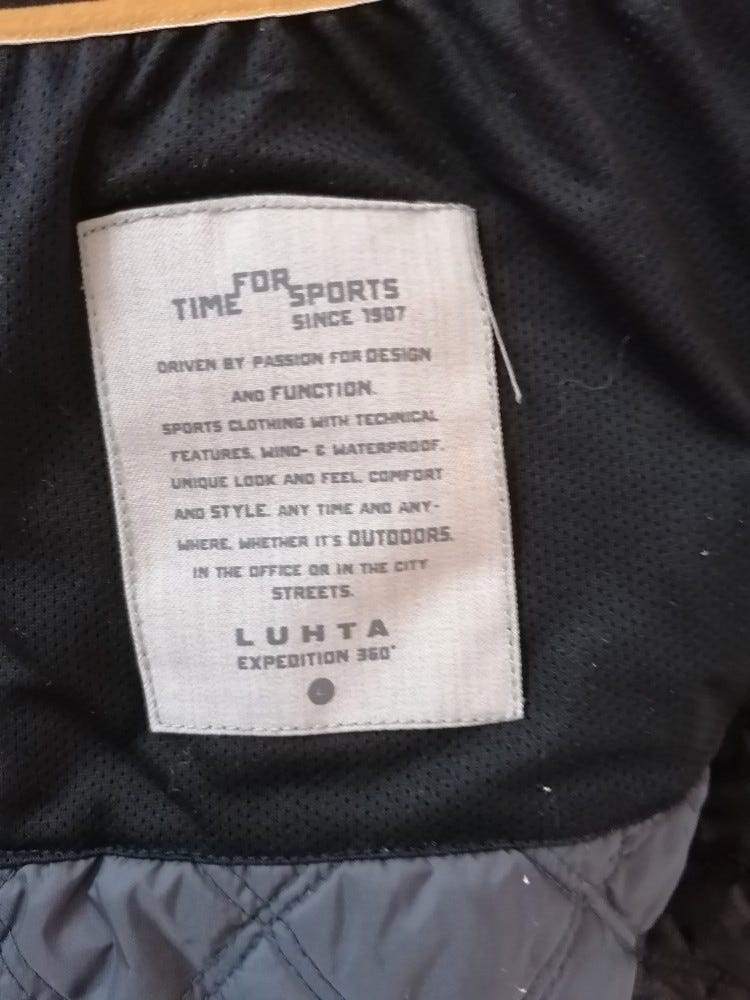 TIME FOR SPORTS
SINCE 1907
DRIVEN BY PASSION FOR DESIGN
AND FUNCTION.
SPORTS CLOTHING WITH TECHNICAL
FEATURES, WIND- & WATERPROOF.
UNIQUE LOOK AND FEEL, COMFORT
AND STYLE. ANY TIME AND ANY-
WHERE, WHETHER IT'S OUTDOORS,
IN THE OFFICE OR IN THE CITY
STREETS.
LUHTA
EXPEDITION 360°